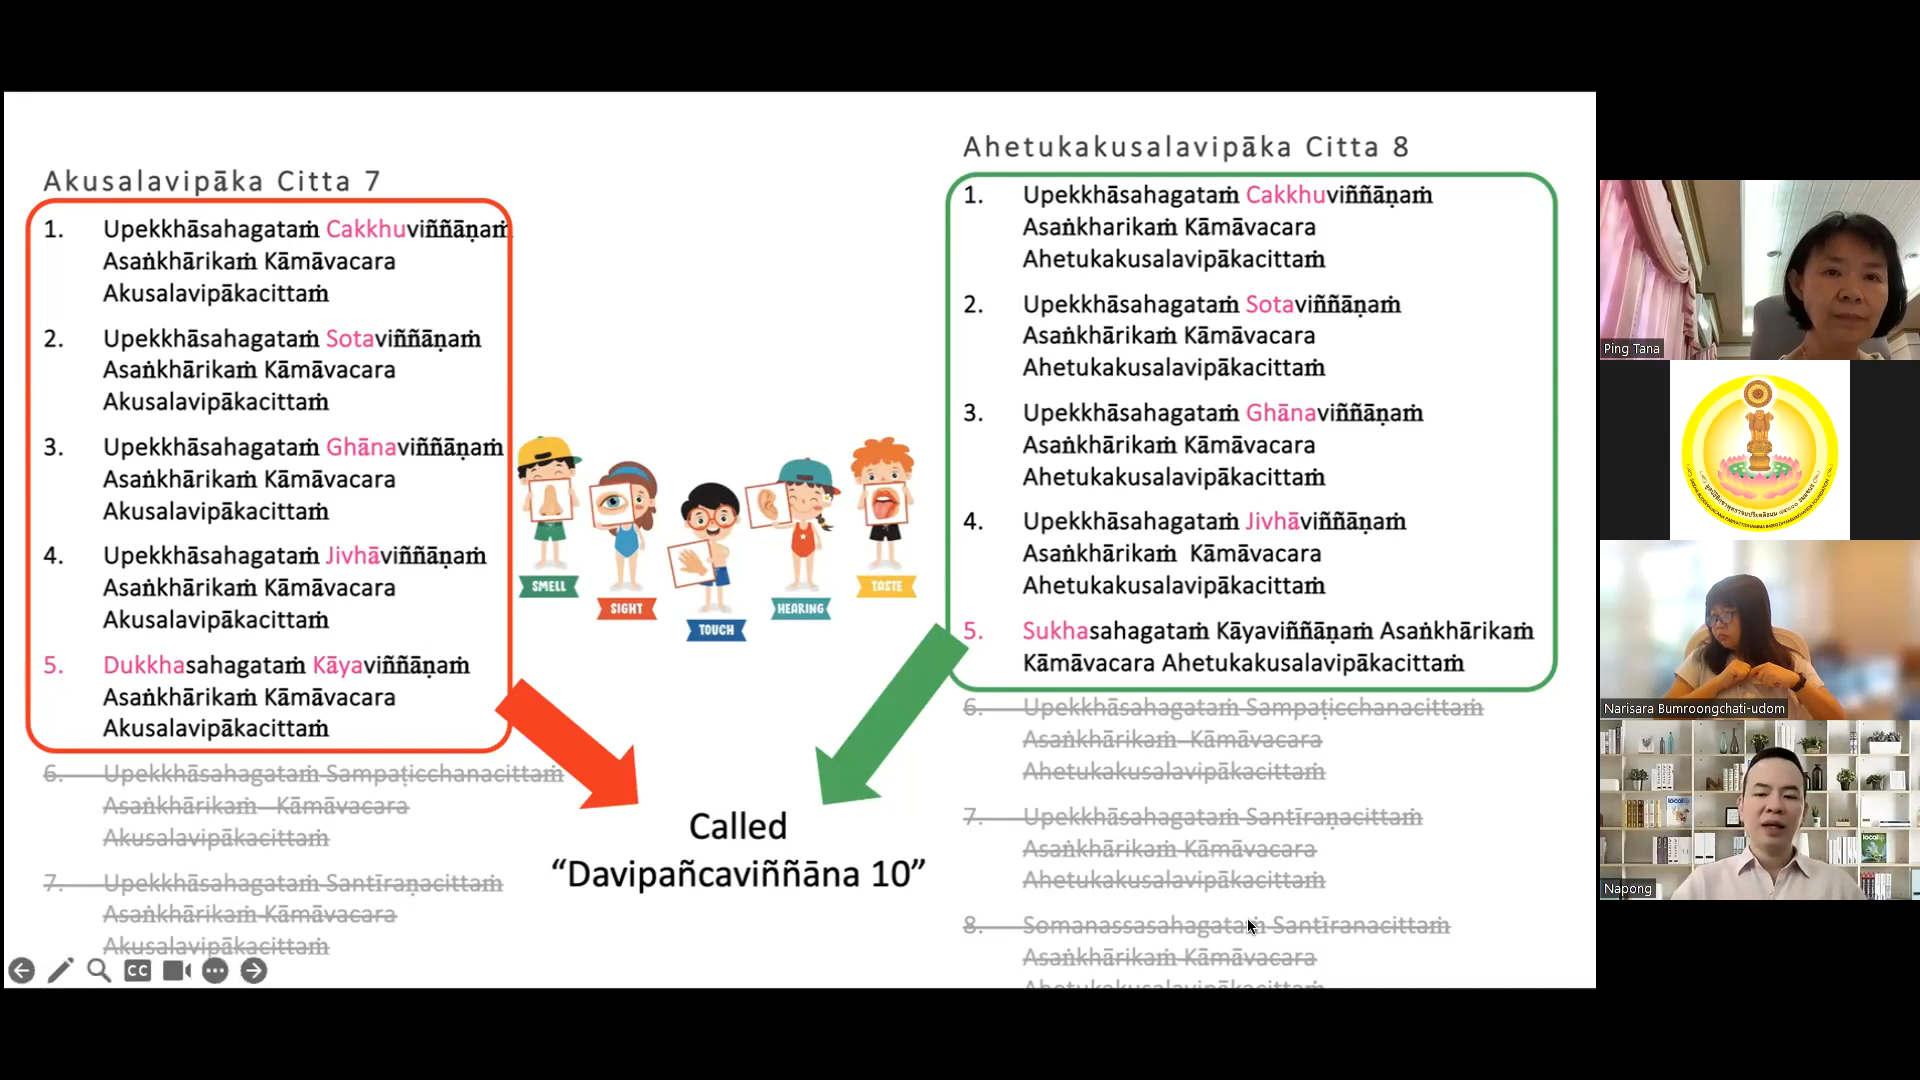 Akusalavipāka Citta 7
1. Upekkhāsahagataṁ Cakkhuviññāṇaṁ
Asaṅkhārikaṁ Kāmāvacara
Akusalavipākacittaṁ
2. Upekkhāsahagataṁ Sotaviññāṇaṁ
Asaṅkhārikaṁ Kāmāvacara
Akusalavipākacittaṁ
3. Upekkhāsahagataṁ Ghānaviññāṇaṁ
Asaṅkhārikaṁ Kāmāvacara
Akusalavipākacittaṁ
4. Upekkhāsahagataṁ Jivhāviññāṇaṁ
Asaṅkhārikaṁ Kāmāvacara
Akusalavipākacittaṁ
5. Dukkhasahagataṁ Kāyaviññāṇaṁ
Asaṅkhārikaṁ Kāmāvacara
Akusalavipākacittaṁ
6. Upekkhāsahagataṁ Sampaṭicchanacittaṁ
Asaṅkhārikaṁ Kāmāvacara
Akusalavipākacittaṁ
7. Upekkhāsahagataṁ Santīraṇacittaṁ
Asaṅkhārikaṁ Kāmāvacara
Akusalavipākacittaṁ
CC
SMELL
SIGHT
TOUCH
HEARING
TASTE
Called
“Davipañcaviññāna 10”
Ahetukakusalavipāka Citta 8
1. Upekkhāsahagataṁ Cakkhuviññāṇaṁ
Asaṅkharikaṁ Kāmāvacara
Ahetukakusalavipākacittaṁ
2. Upekkhāsahagataṁ Sotaviññāṇaṁ
Asaṅkhārikaṁ Kāmāvacara
Ahetukakusalavipākacittaṁ
3. Upekkhāsahagataṁ Ghānaviññāṇaṁ
Asaṅkhārikaṁ Kāmāvacara
Ahetukakusalavipākacittaṁ
4. Upekkhāsahagataṁ Jivhāviññāṇaṁ
Asaṅkhārikaṁ Kāmāvacara
Ahetukakusalavipākacittaṁ
5. Sukhasahagataṁ Kāyaviññāṇaṁ Asaṅkhārikaṁ
Kāmāvacara Ahetukakusalavipākacittaṁ
6. Upekkhāsahagataṁ Sampaṭicchanacittaṁ
Asaṅkhārikaṁ Kāmāvacara
Ahetukakusalavipākacittaṁ
7. Upekkhāsahagataṁ Santīraṇacittaṁ
Asaṅkhārikaṁ Kāmāvacara
Ahetukakusalavipākacittaṁ
8. Somanassasahagataṁ Santīranacittaṁ
Asaṅkhārikaṁ Kāmāvacara
Ahetukakusalavipākacittaṁ
Ping Tana
Narisara Bumroongchati-udom
local
local
Napong